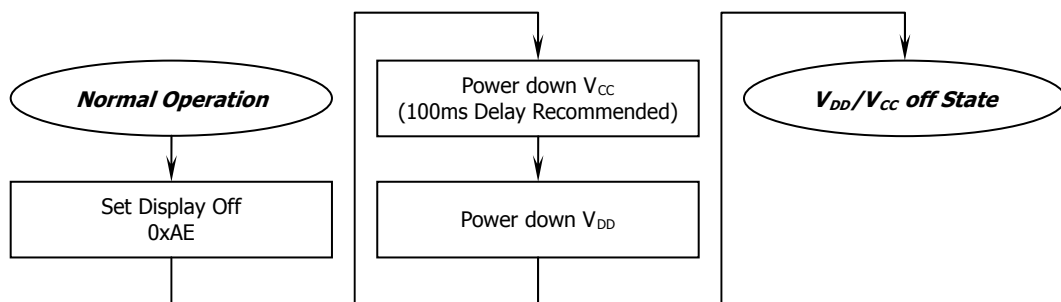 Normal Operation
Set Display Off
0xAE
Power down VCC
(100ms Delay Recommended)
Power down VDD
VDD/VCC off State